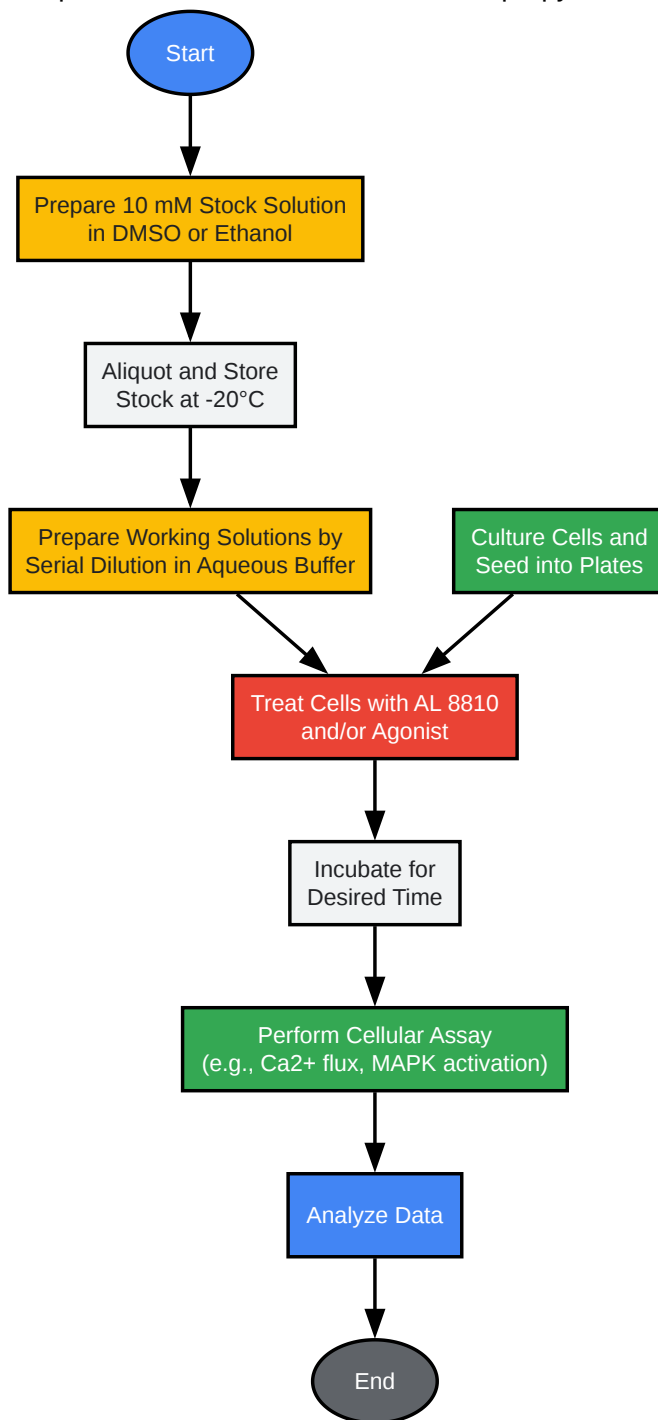 Start
Prepare 10 mM Stock Solution
in DMSO or Ethanol
Aliquot and Store
Stock at -20°C
Prepare Working Solutions by
Serial Dilution in Aqueous Buffer
Culture Cells and
Seed into Plates
Treat Cells with AL 8810
and/or Agonist
Incubate for
Desired Time
Perform Cellular Assay
(e.g., Ca2+ flux, MAPK activation)
Analyze Data
End